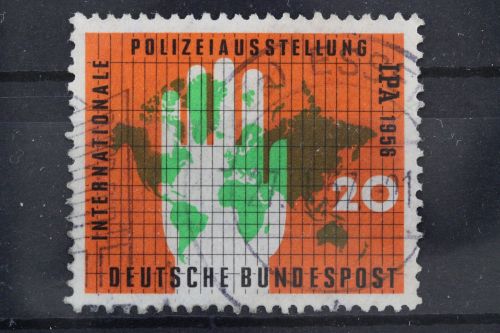 INTERNATIONALE
POLIZEIAUSSTELLUNG
IPA 1956
20
DEUTSCHE BUNDESPOST